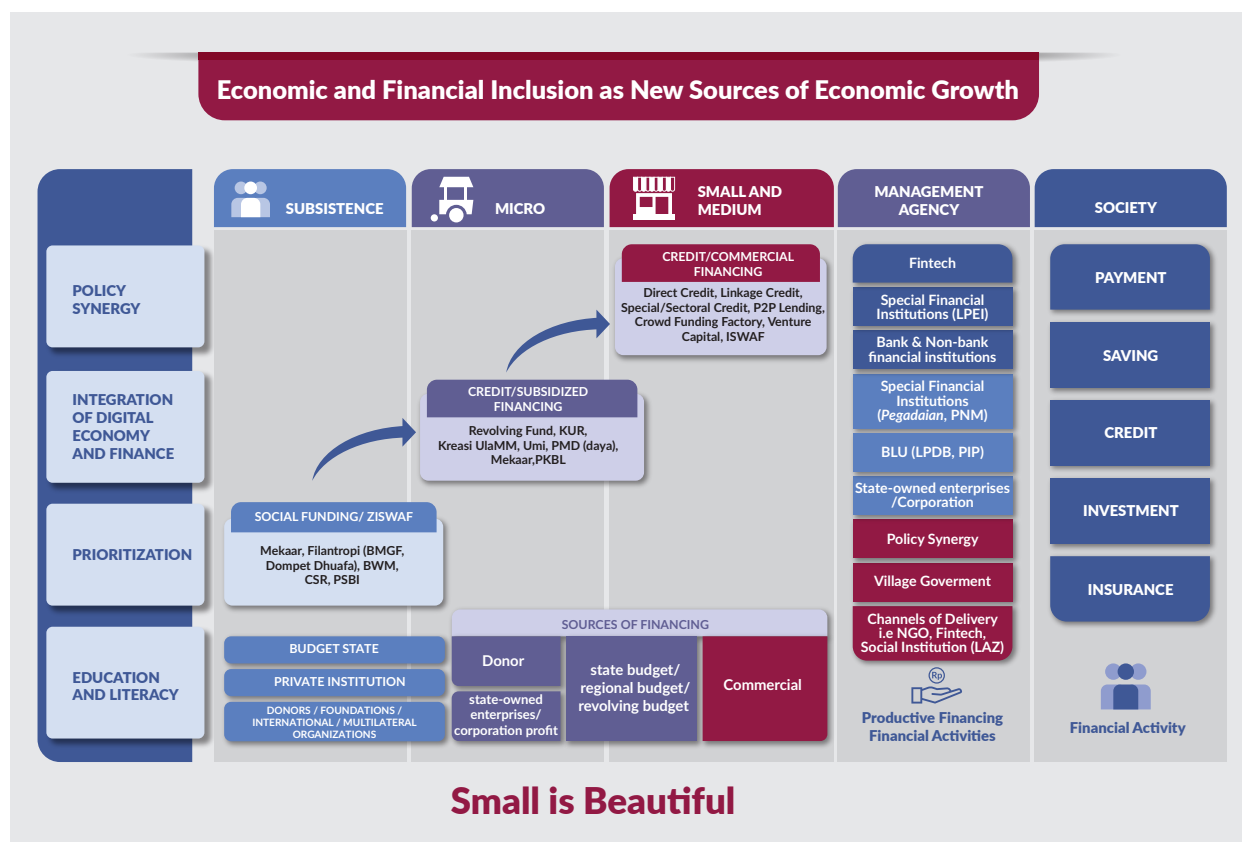 Economic and Financial Inclusion as New Sources of Economic Growth
SUBSISTENCE
MICRO
SMALL AND
MEDIUM
MANAGEMENT
AGENCY
SOCIETY
POLICY
SYNERGY
INTEGRATION
OF DIGITAL
ECONOMY
AND FINANCE
PRIORITIZATION
EDUCATION
AND LITERACY
SOCIAL FUNDING/ ZISWAF
Mekaar, Filantropi (BMGF,
Dompet Dhuafa), BWM,
CSR, PSBI
CREDIT/SUBSIDIZED
FINANCING
Revolving Fund, KUR,
Kreasi UlaMM, Umi, PMD (daya),
Mekaar,PKBL
CREDIT/COMMERCIAL
FINANCING
Direct Credit, Linkage Credit,
Special/Sectoral Credit, P2P Lending,
Crowd Funding Factory, Venture
Capital, ISWAF
BUDGET STATE
PRIVATE INSTITUTION
DONORS / FOUNDATIONS /
INTERNATIONAL / MULTILATERAL
ORGANIZATIONS
SOURCES OF FINANCING
Donor
state-owned
enterprises/
corporation profit
state budget/
regional budget/
revolving budget
Commercial
Fintech
Special Financial
Institutions (LPEI)
Bank & Non-bank
financial institutions
Special Financial
Institutions
(Pegadaian, PNM)
BLU (LPDB, PIP)
State-owned enterprises
/Corporation
Policy Synergy
Village Goverment
Channels of Delivery
i.e NGO, Fintech,
Social Institution (LAZ)
Rp
Productive Financing
Financial Activities
PAYMENT
SAVING
CREDIT
INVESTMENT
INSURANCE
Financial Activity
Small is Beautiful